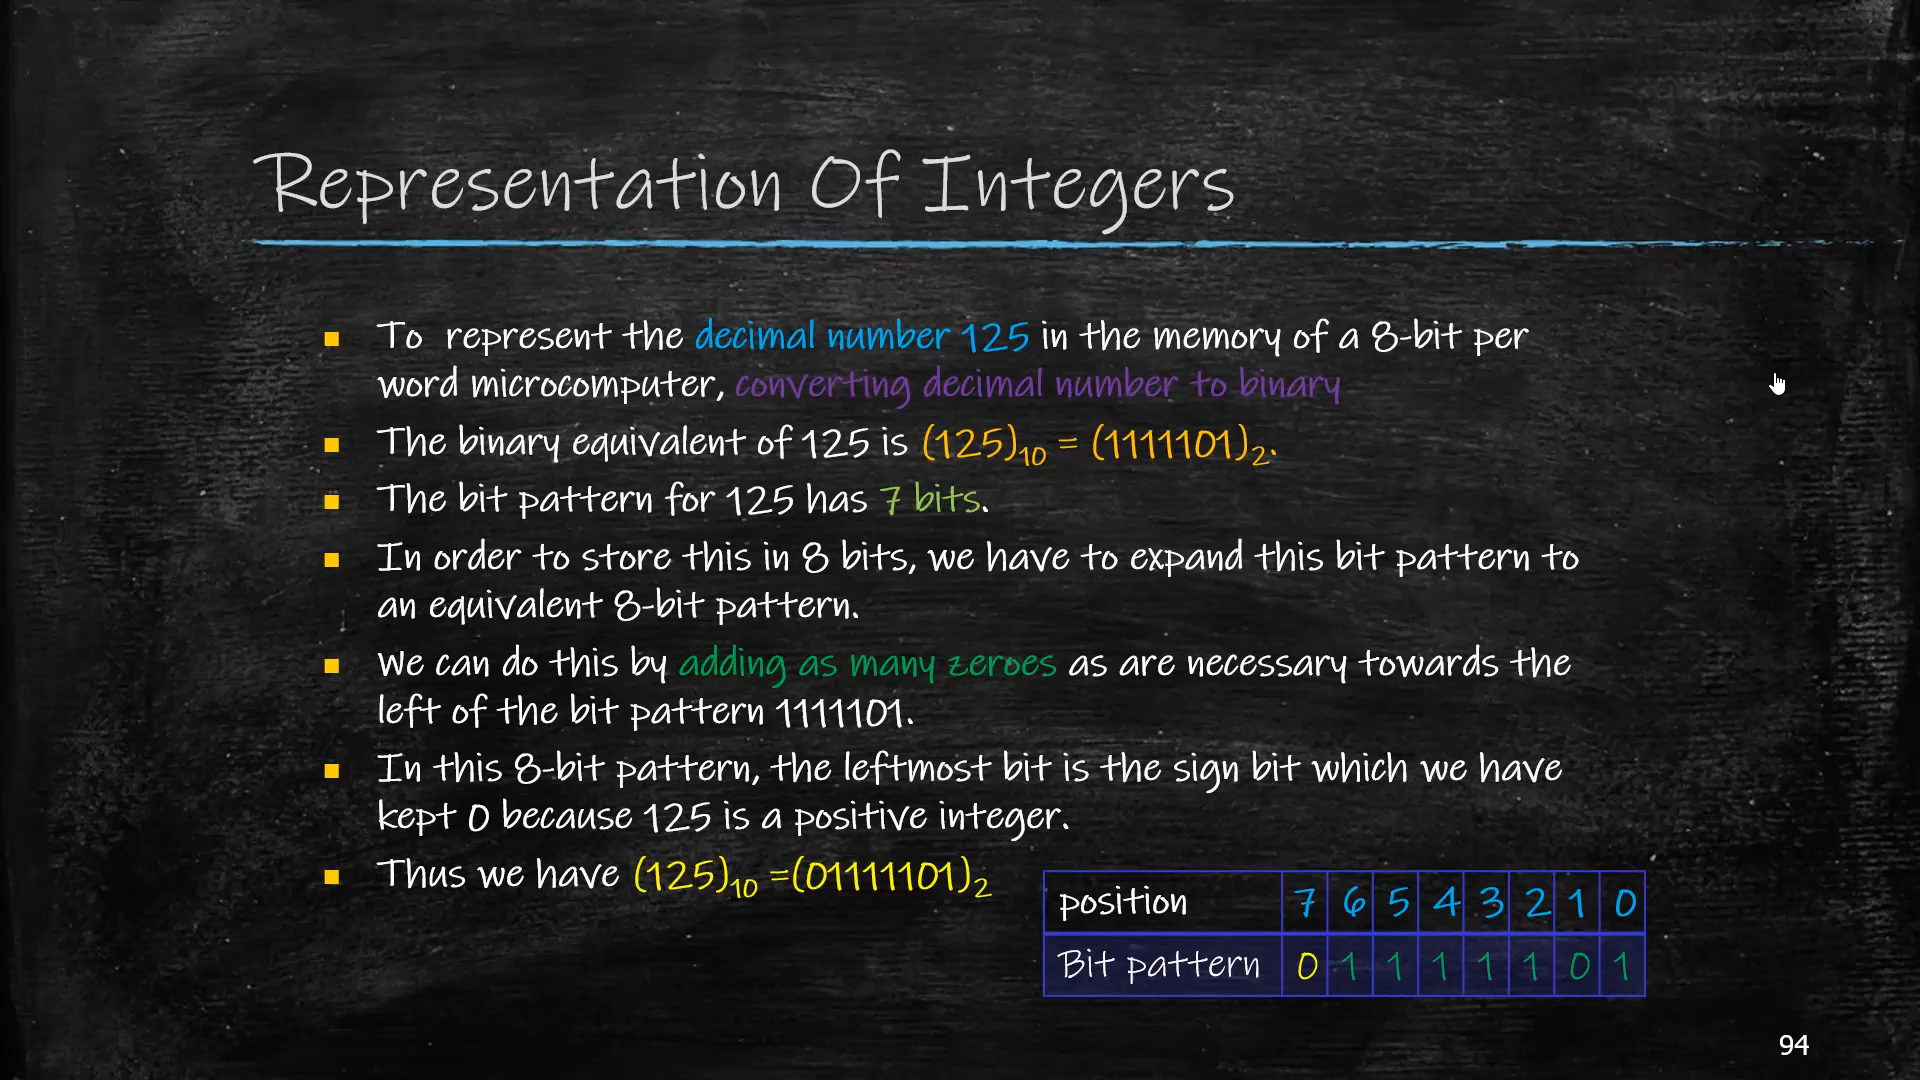 Representation Of Integers
▪ To represent the decimal number 125 in the memory of a 8-bit per
word microcomputer, converting decimal number to binary
▪ The binary equivalent of 125 is (125)₁₀ = (1111101)₂.
▪ The bit pattern for 125 has 7 bits.
▪ In order to store this in 8 bits, we have to expand this bit pattern to
an equivalent 8-bit pattern.
▪ We can do this by adding as many zeroes as are necessary towards the
left of the bit pattern 1111101.
▪ In this 8-bit pattern, the leftmost bit is the sign bit which we have
kept 0 because 125 is a positive integer.
▪ Thus we have (125)₁₀ =(01111101)₂
position 7 6 5 4 3 2 1 0
Bit pattern 0 1 1 1 1 1 0 1
94